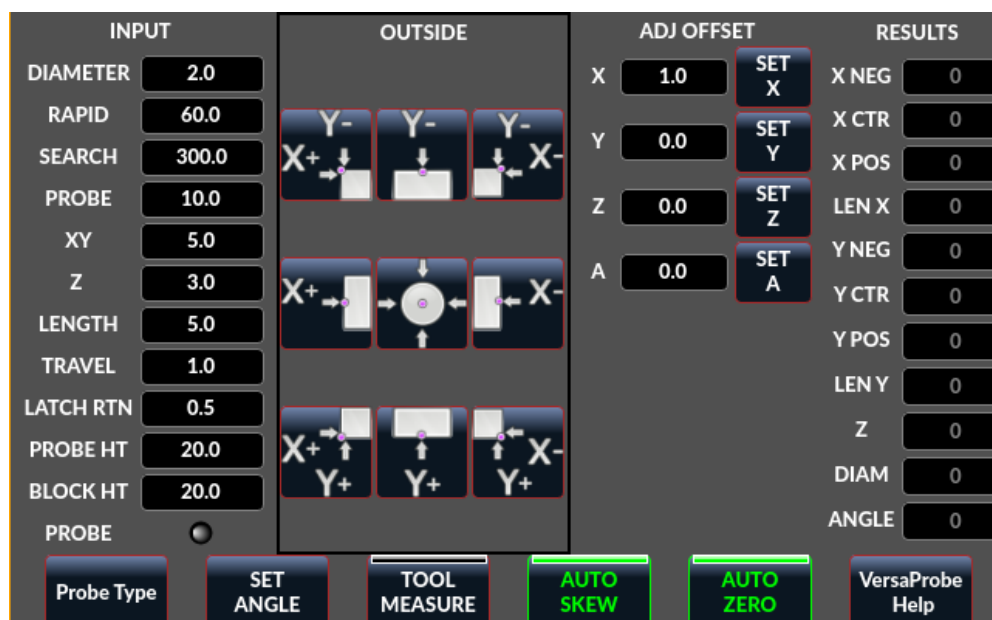 INPUT
DIAMETER 2.0
RAPID 60.0
SEARCH 300.0
PROBE 10.0
XY 5.0
Z 3.0
LENGTH 5.0
TRAVEL 1.0
LATCH RTN 0.5
PROBE HT 20.0
BLOCK HT 20.0
PROBE
OUTSIDE
Y- Y- Y-
X+ X-
X+ X-
X+ X-
Y+ Y+ Y+
ADJ OFFSET
X 1.0 SET X
Y 0.0 SET Y
Z 0.0 SET Z
A 0.0 SET A
RESULTS
X NEG 0
X CTR 0
X POS 0
LEN X 0
Y NEG 0
Y CTR 0
Y POS 0
LEN Y 0
Z 0
DIAM 0
ANGLE 0
Probe Type
SET
ANGLE
TOOL
MEASURE
AUTO
SKEW
AUTO
ZERO
VersaProbe
Help